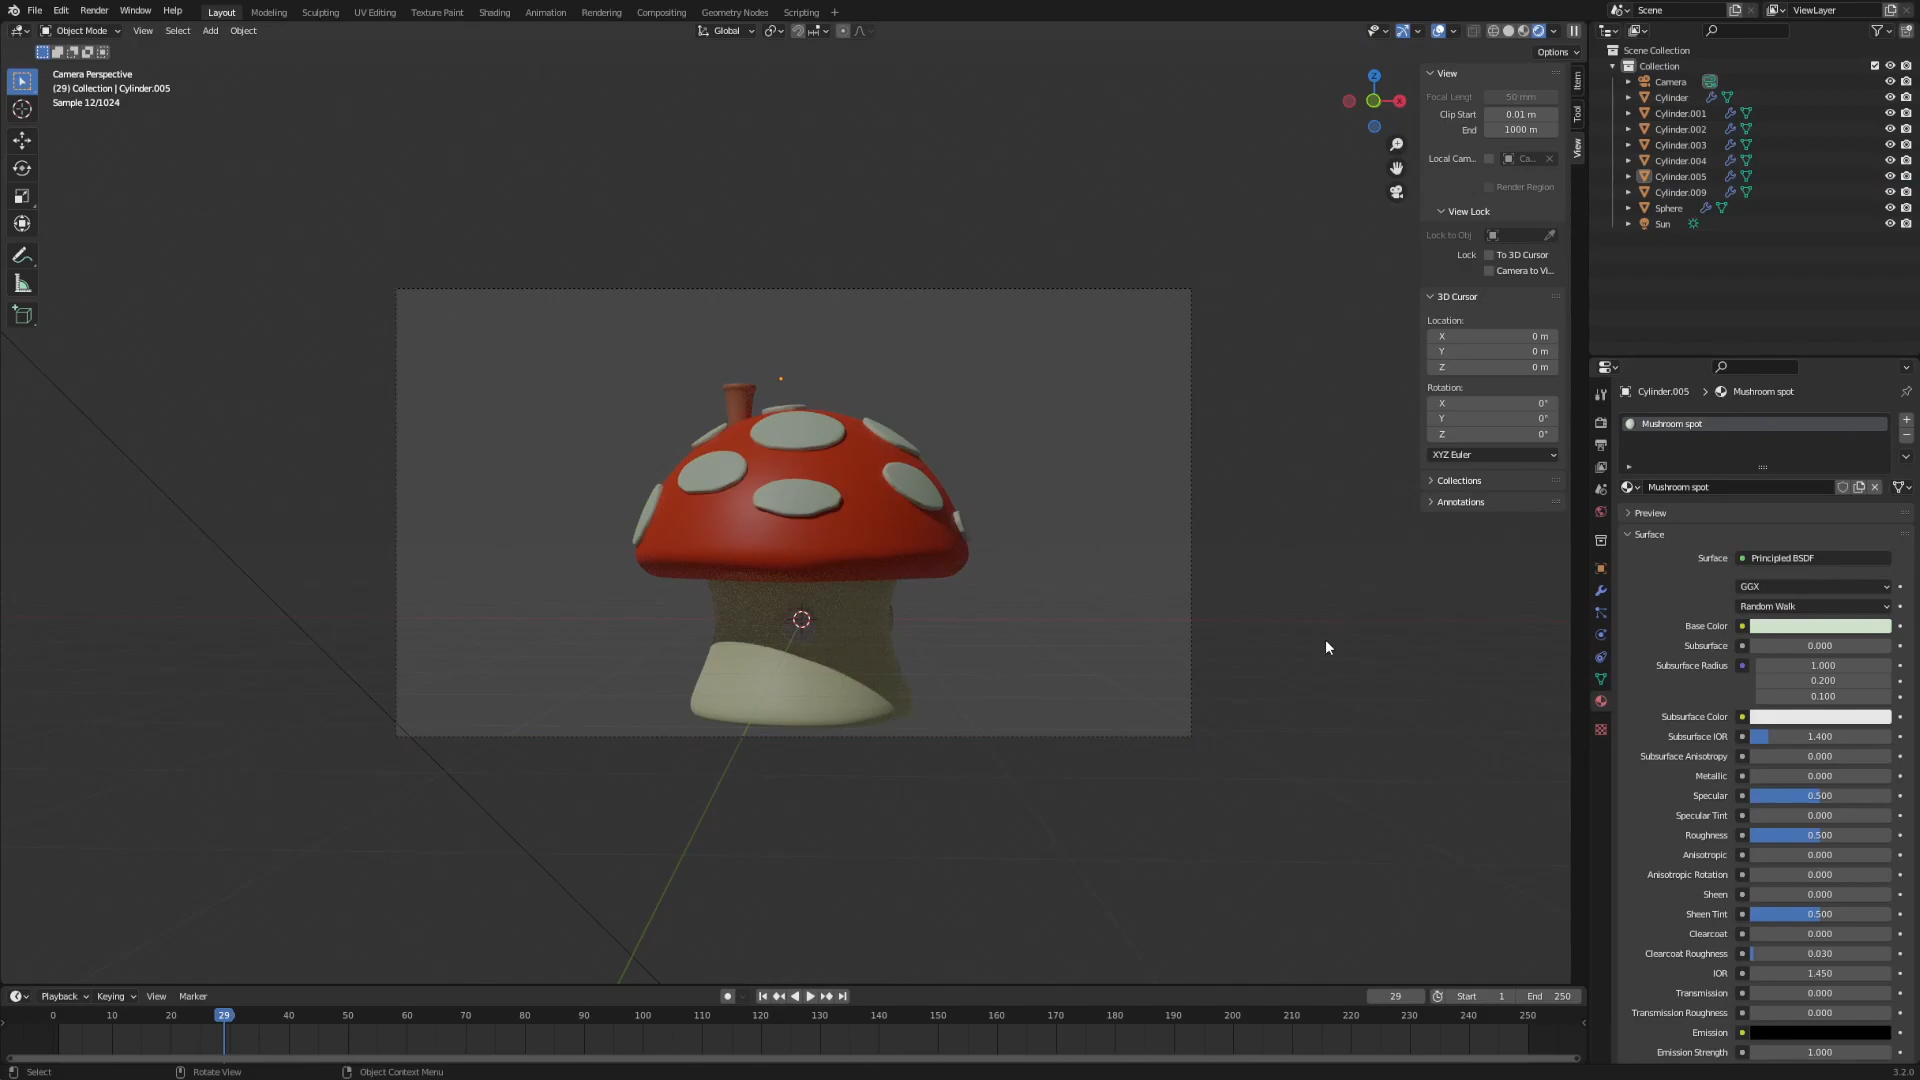 File Edit Render Window Help Layout Modeling Sculpting UV Editing Texture Paint Shading Animation Rendering Compositing Geometry Nodes Scripting + Scene ViewLayer
Object Mode View Select Add Object Global
Options
Camera Perspective
(29) Collection | Cylinder.005
Sample 12/1024
Z
X
View
Focal Lengt 50 mm
Clip Start 0.01 m
End 1000 m
Local Cam... Ca...
Render Region
View Lock
Lock to Obj
Lock To 3D Cursor
Camera to Vi...
3D Cursor
Location:
X 0 m
Y 0 m
Z 0 m
Rotation:
X 0°
Y 0°
Z 0°
XYZ Euler
Collections
Annotations
Item
Tool
View
Scene Collection
Collection
Camera
Cylinder
Cylinder.001
Cylinder.002
Cylinder.003
Cylinder.004
Cylinder.005
Cylinder.009
Sphere
Sun
Cylinder.005 > Mushroom spot
Mushroom spot
Mushroom spot
Preview
Surface
Surface Principled BSDF
GGX
Random Walk
Base Color
Subsurface 0.000
Subsurface Radius 1.000
0.200
0.100
Subsurface Color
Subsurface IOR 1.400
Subsurface Anisotropy 0.000
Metallic 0.000
Specular 0.500
Specular Tint 0.000
Roughness 0.500
Anisotropic 0.000
Anisotropic Rotation 0.000
Sheen 0.000
Sheen Tint 0.500
Clearcoat 0.000
Clearcoat Roughness 0.030
IOR 1.450
Transmission 0.000
Transmission Roughness 0.000
Emission
Emission Strength 1.000
Playback Keying View Marker 29 Start 1 End 250
0 10 20 29 40 50 60 70 80 90 100 110 120 130 140 150 160 170 180 190 200 210 220 230 240 250
Select Rotate View Object Context Menu 3.2.0